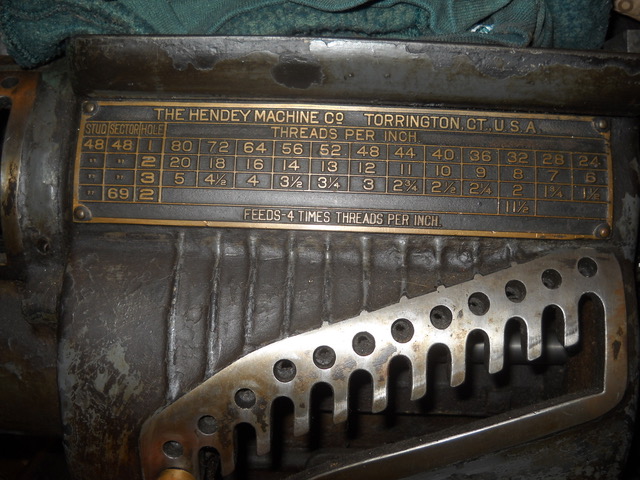 THE HENDEY MACHINE CO TORRINGTON, CT., U.S.A.
STUD SECTOR HOLE THREADS PER INCH
48 48 1 80 72 64 56 52 48 44 40 36 32 28 24
" " 2 20 18 16 14 13 12 11 10 9 8 7 6
" " 3 5 4½ 4 3½ 3¼ 3 2¾ 2½ 2¼ 2 1¾ 1½
" 69 2 11½
FEEDS-4 TIMES THREADS PER INCH.